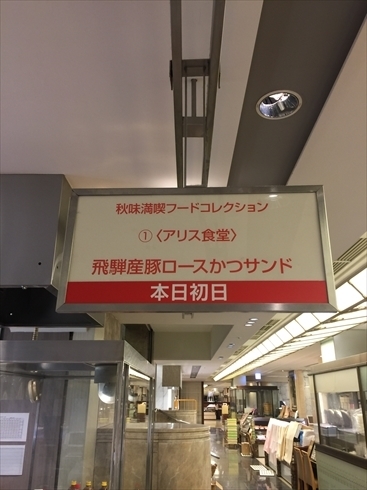 秋味満喫フードコレクション
①〈アリス食堂〉
飛騨産豚ロースかつサンド
本日初日